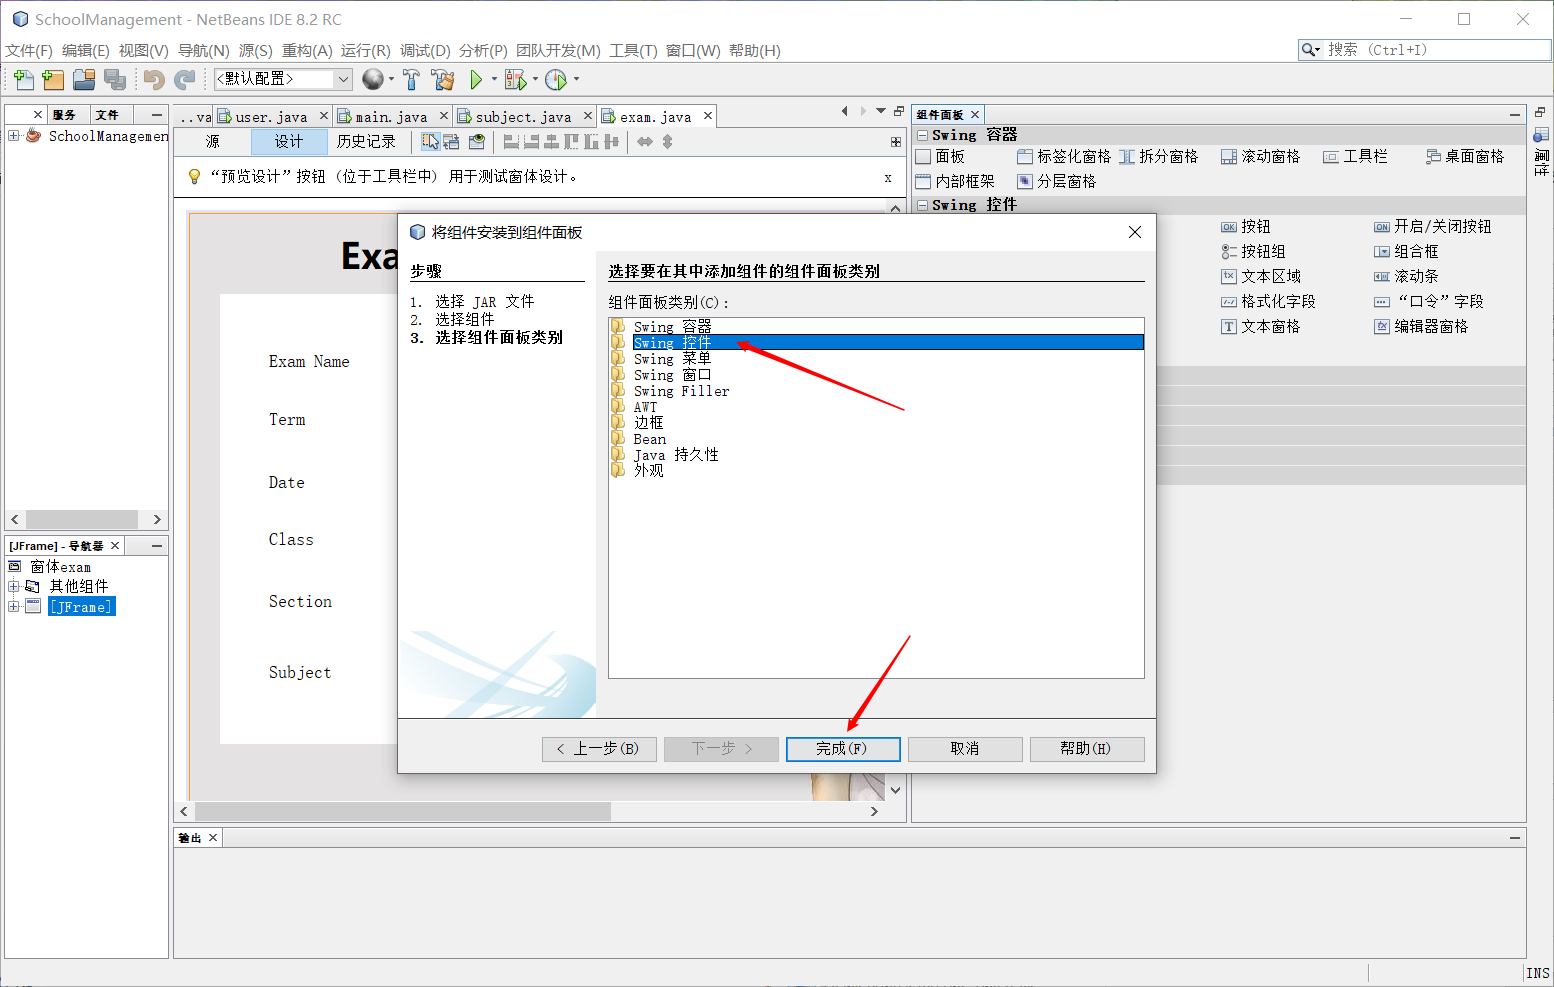 SchoolManagement - NetBeans IDE 8.2 RC
文件(F) 编辑(E) 视图(V) 导航(N) 源(S) 重构(A) 运行(R) 调试(D) 分析(P) 团队开发(M) 工具(T) 窗口(W) 帮助(H)
搜索 (Ctrl+I)
<默认配置>
服务 文件
SchoolManagemen
..va user.java main.java subject.java exam.java
源 设计 历史记录
“预览设计”按钮 (位于工具栏中) 用于测试窗体设计。 x
Exa
Exam Name
Term
Date
Class
Section
Subject
组件面板
Swing 容器
面板 标签化窗格 拆分窗格 滚动窗格 工具栏 桌面窗格
内部框架 分层窗格
Swing 控件
按钮 开启/关闭按钮
按钮组 组合框
文本区域 滚动条
格式化字段 “口令”字段
文本窗格 编辑器窗格
属性
将组件安装到组件面板
步骤
1. 选择 JAR 文件
2. 选择组件
3. 选择组件面板类别
选择要在其中添加组件的组件面板类别
组件面板类别(C):
Swing 容器
Swing 控件
Swing 菜单
Swing 窗口
Swing Filler
AWT
边框
Bean
Java 持久性
外观
< 上一步(B) 下一步 > 完成(F) 取消 帮助(H)
[JFrame] - 导航器
窗体exam
其他组件
[JFrame]
输出
INS